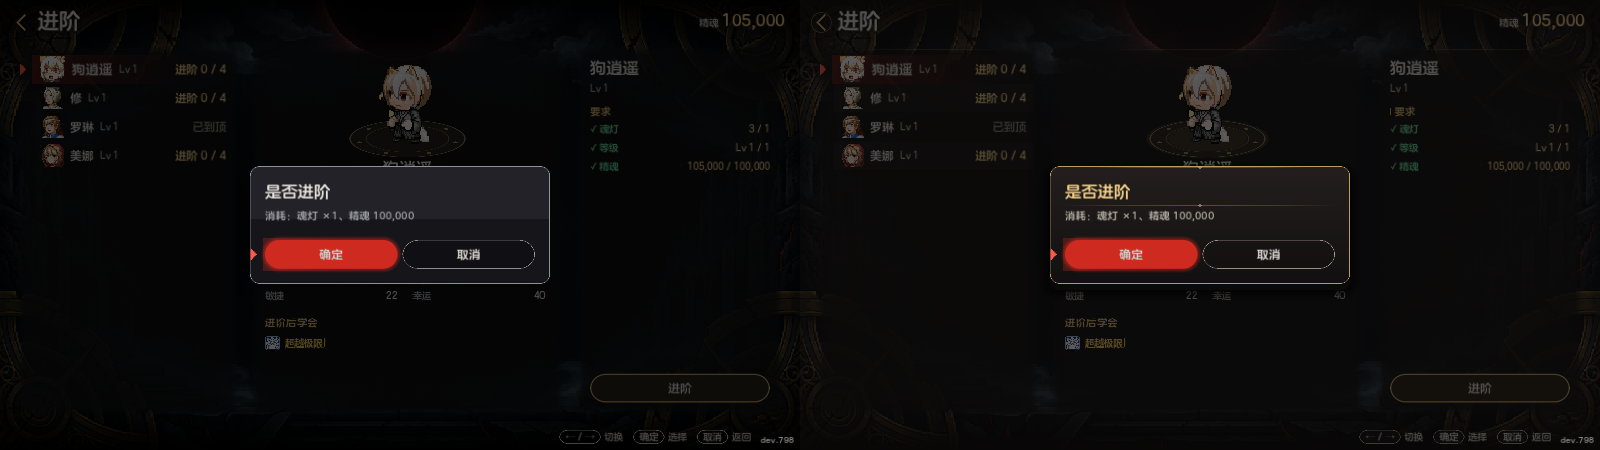 进阶
精魂 105,000
狗逍遥 Lv1 进阶 0 / 4
修 Lv1 进阶 0 / 4
罗琳 Lv1 已到顶
美娜 Lv1 进阶 0 / 4
狗逍遥
Lv1
要求
✓魂灯 3 / 1
✓等级 Lv1 / 1
✓精魂 105,000 / 100,000
狗逍遥
是否进阶
消耗：魂灯 ×1、精魂 100,000
确定 取消
敏捷 22 幸运 40
进阶后学会
超越极限!
进阶
←/→ 切换 确定 选择 取消 返回 dev.798
进阶
精魂 105,000
狗逍遥 Lv1 进阶 0 / 4
修 Lv1 进阶 0 / 4
罗琳 Lv1 已到顶
美娜 Lv1 进阶 0 / 4
狗逍遥
Lv1
要求
✓魂灯 3 / 1
✓等级 Lv1 / 1
✓精魂 105,000 / 100,000
狗逍遥
是否进阶
消耗：魂灯 ×1、精魂 100,000
确定 取消
敏捷 22 幸运 40
进阶后学会
超越极限!
进阶
←/→ 切换 确定 选择 取消 返回 dev.798